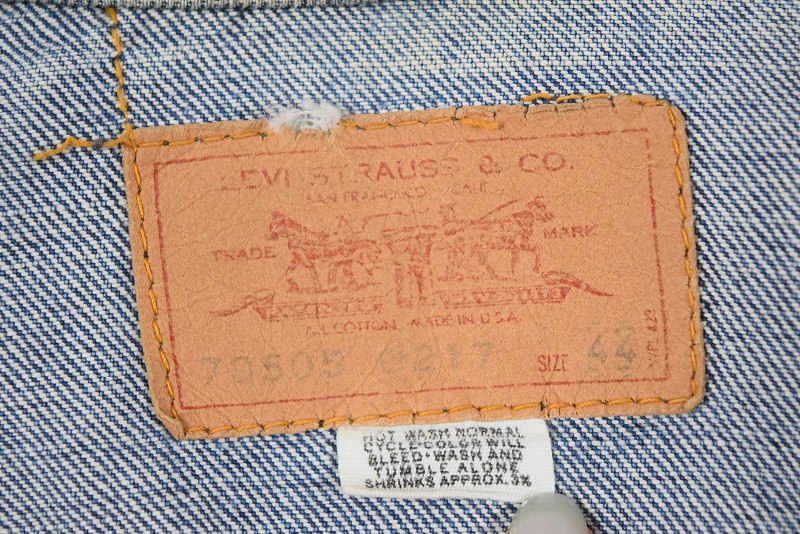 LEVI STRAUSS & CO.
SAN FRANCISCO CALIF.
TRADE MARK
ALL COTTON. MADE IN U.S.A.
70505 0217 SIZE 44
HOT WASH NORMAL
CYCLE•COLOR WILL
BLEED•WASH AND
TUMBLE ALONE
SHRINKS APPROX. 3%